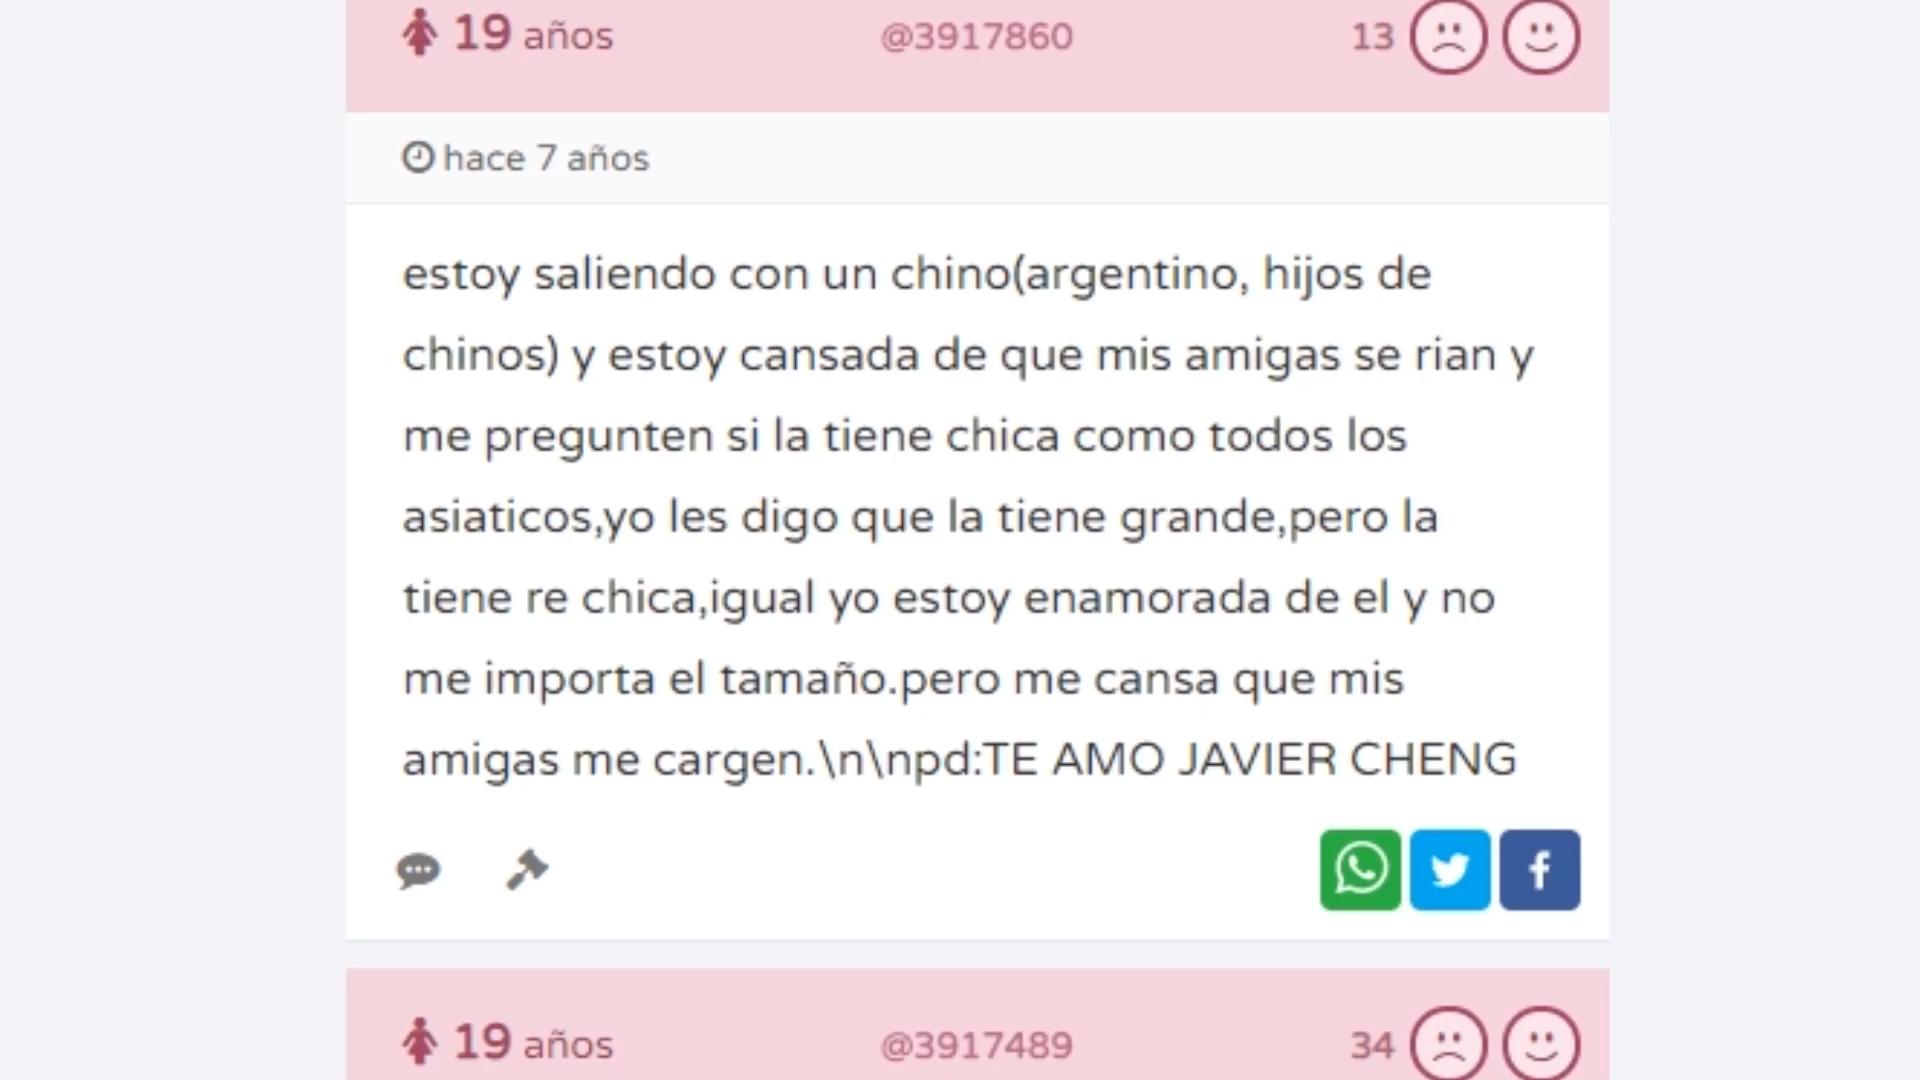 19 años @3917860 13
hace 7 años
estoy saliendo con un chino(argentino, hijos de
chinos) y estoy cansada de que mis amigas se rian y
me pregunten si la tiene chica como todos los
asiaticos,yo les digo que la tiene grande,pero la
tiene re chica,igual yo estoy enamorada de el y no
me importa el tamaño.pero me cansa que mis
amigas me cargen.\n\npd:TE AMO JAVIER CHENG
19 años @3917489 34